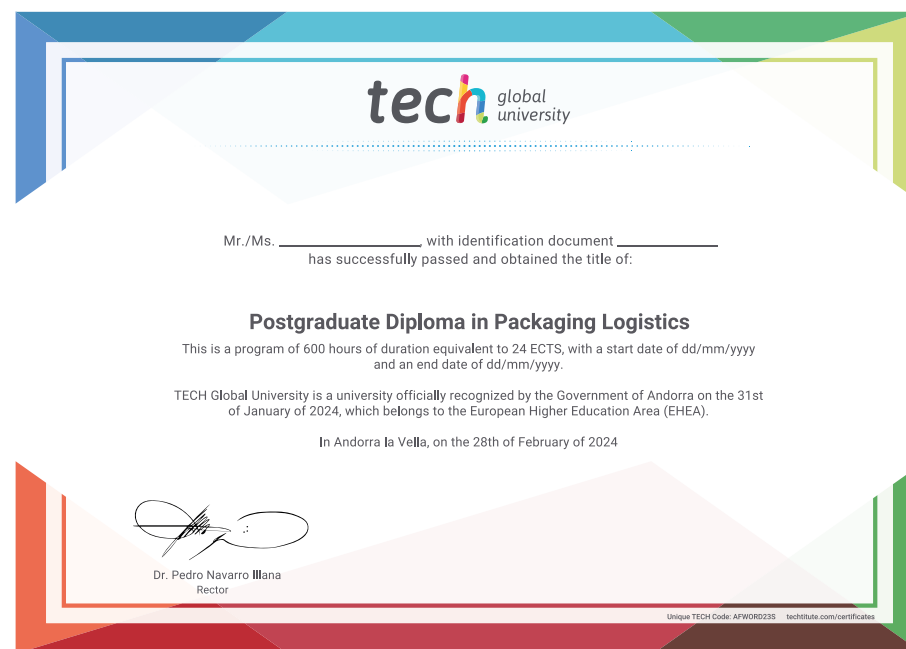 tech global university
Mr./Ms. ____________, with identification document ____________
has successfully passed and obtained the title of:
Postgraduate Diploma in Packaging Logistics
This is a program of 600 hours of duration equivalent to 24 ECTS, with a start date of dd/mm/yyyy
and an end date of dd/mm/yyyy.
TECH Global University is a university officially recognized by the Government of Andorra on the 31st
of January of 2024, which belongs to the European Higher Education Area (EHEA).
In Andorra la Vella, on the 28th of February of 2024
Dr. Pedro Navarro Illana
Rector
Unique TECH Code: AFWORD23S techtitute.com/certificates